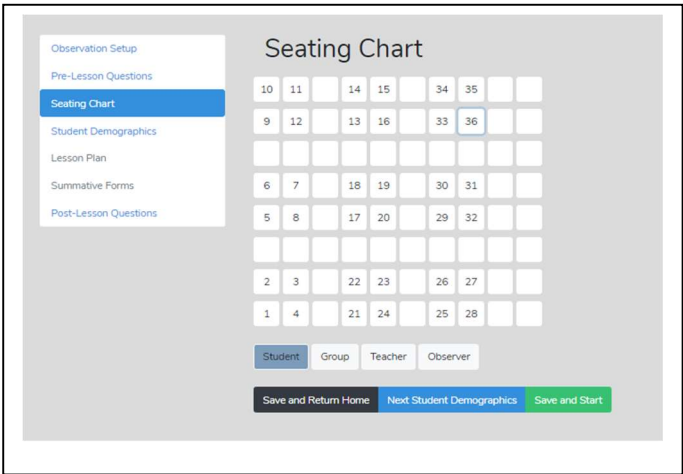 Observation Setup
Pre-Lesson Questions
Seating Chart
Student Demographics
Lesson Plan
Summative Forms
Post-Lesson Questions
Seating Chart
10 11 14 15 34 35
9 12 13 16 33 36
6 7 18 19 30 31
5 8 17 20 29 32
2 3 22 23 26 27
1 4 21 24 25 28
Student Group Teacher Observer
Save and Return Home Next Student Demographics Save and Start